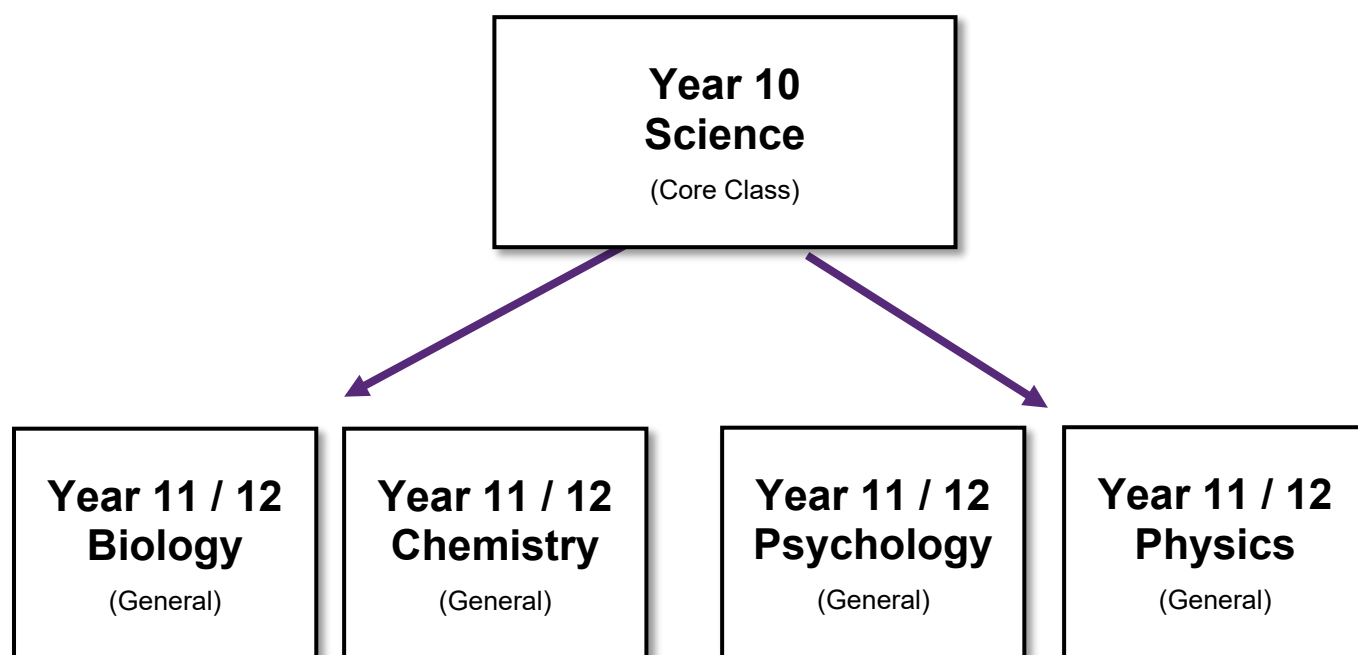 Year 10
Science
(Core Class)
Year 11 / 12
Biology
(General)
Year 11 / 12
Chemistry
(General)
Year 11 / 12
Psychology
(General)
Year 11 / 12
Physics
(General)